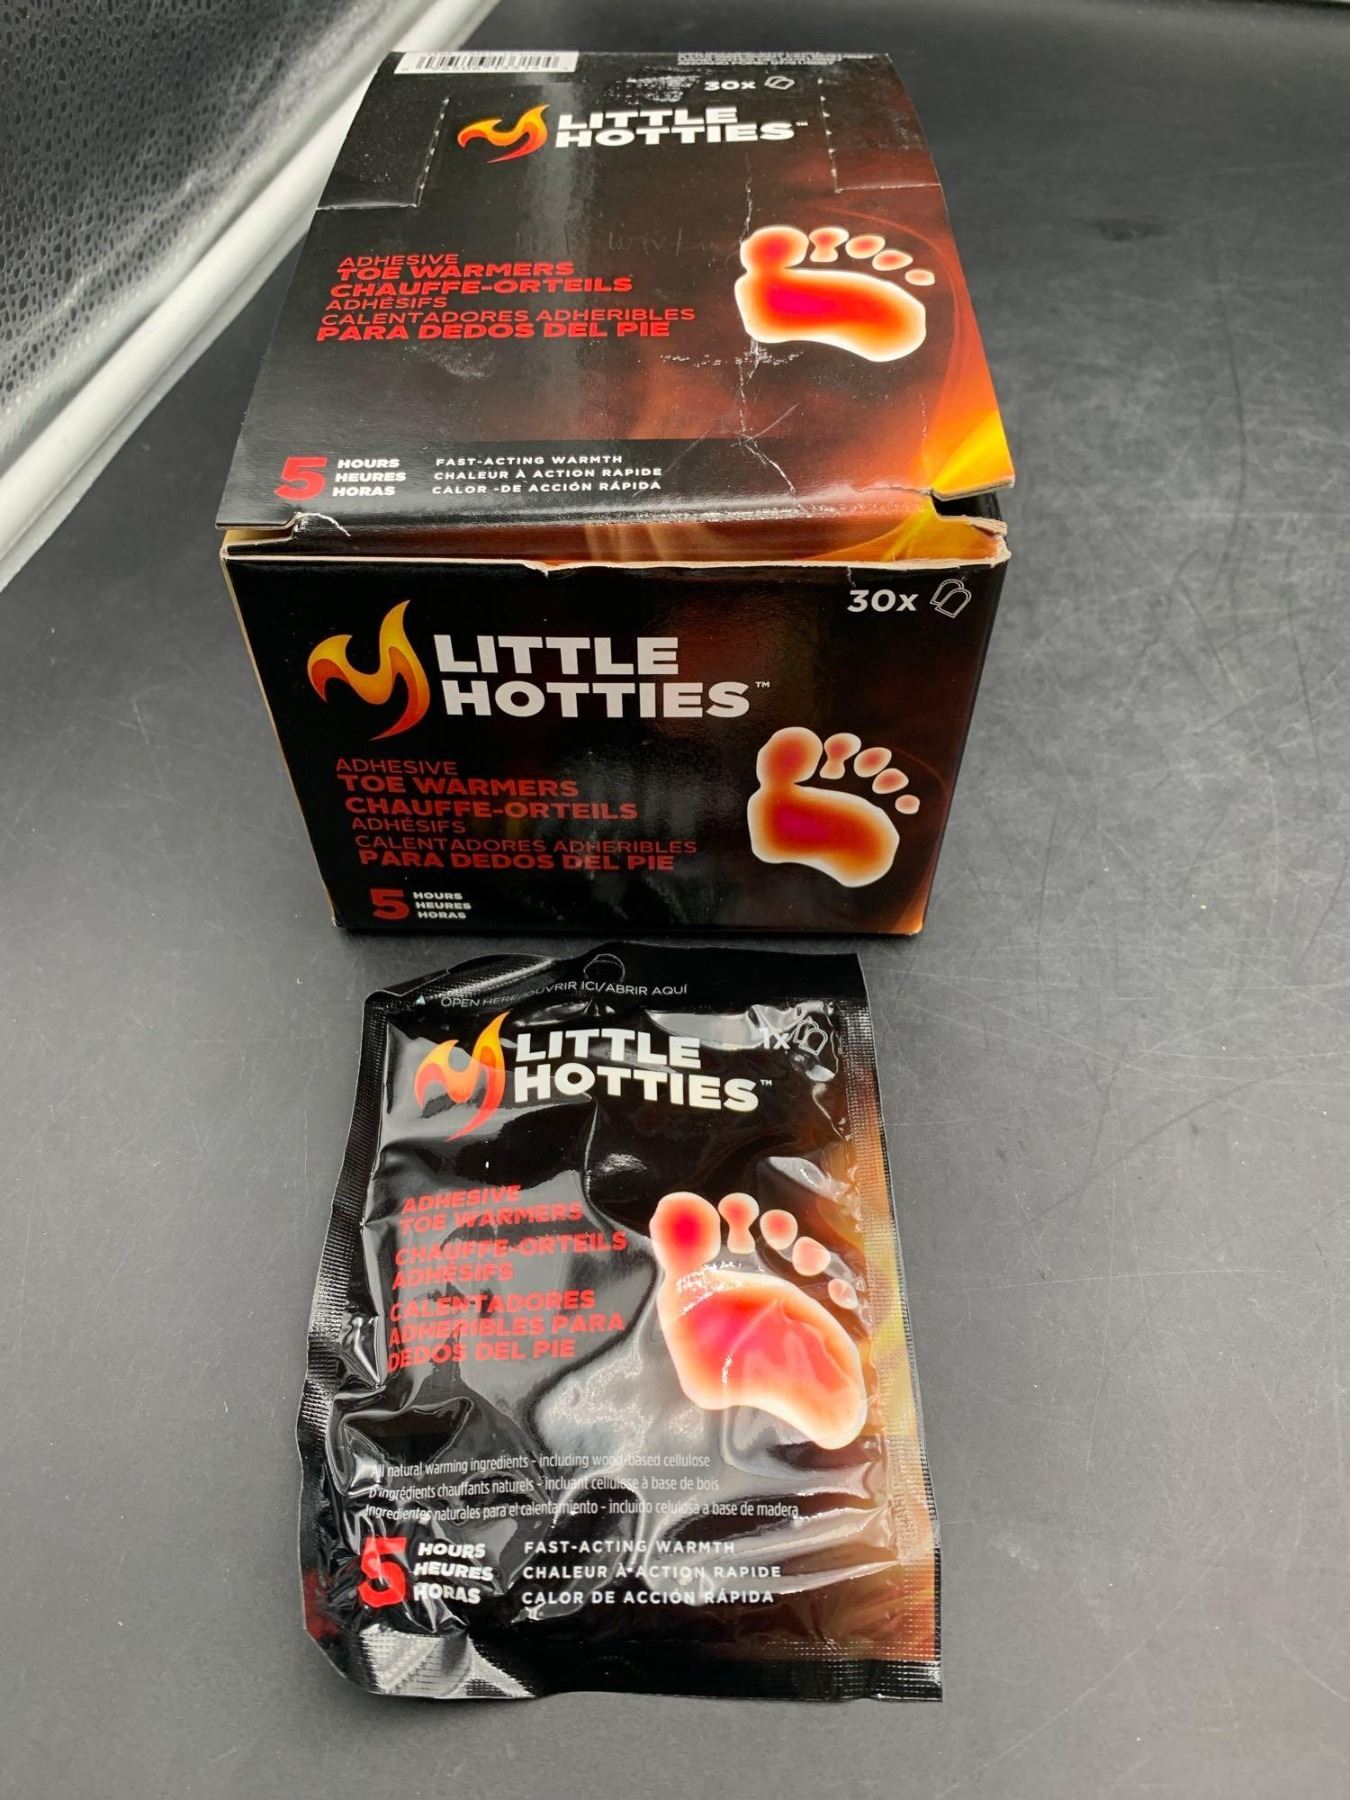 30x
LITTLE
HOTTIES™
ADHESIVE
TOE WARMERS
CHAUFFE-ORTEILS
ADHÉSIFS
CALENTADORES ADHERIBLES
PARA DEDOS DEL PIE
5 HOURS
HEURES
HORAS
FAST-ACTING WARMTH
CHALEUR À ACTION RAPIDE
CALOR -DE ACCIÓN RÁPIDA
30x
LITTLE
HOTTIES™
ADHESIVE
TOE WARMERS
CHAUFFE-ORTEILS
ADHÉSIFS
CALENTADORES ADHERIBLES
PARA DEDOS DEL PIE
5 HOURS
HEURES
HORAS
OPEN HERE/OUVRIR ICI/ABRIR AQUÍ
1x
LITTLE
HOTTIES™
ADHESIVE
TOE WARMERS
CHAUFFE-ORTEILS
ADHÉSIFS
CALENTADORES
ADHERIBLES PARA
DEDOS DEL PIE
All natural warming ingredients - including wood-based cellulose
D'ingrédients chauffants naturels - incluant cellulose à base de bois
Ingredientes naturales para el calentamiento - incluido celulosa a base de madera
5 HOURS
HEURES
HORAS
FAST-ACTING WARMTH
CHALEUR À ACTION RAPIDE
CALOR DE ACCIÓN RÁPIDA